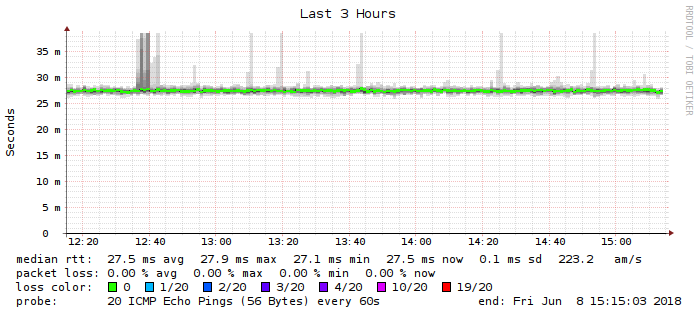 Last 3 Hours
RRDTOOL / TOBI OETIKER
Seconds
35 m
30 m
25 m
20 m
15 m
10 m
5 m
0
12:20 12:40 13:00 13:20 13:40 14:00 14:20 14:40 15:00
median rtt: 27.5 ms avg 27.9 ms max 27.1 ms min 27.5 ms now 0.1 ms sd 223.2 am/s
packet loss: 0.00 % avg 0.00 % max 0.00 % min 0.00 % now
loss color: 0 1/20 2/20 3/20 4/20 10/20 19/20
probe: 20 ICMP Echo Pings (56 Bytes) every 60s end: Fri Jun 8 15:15:03 2018